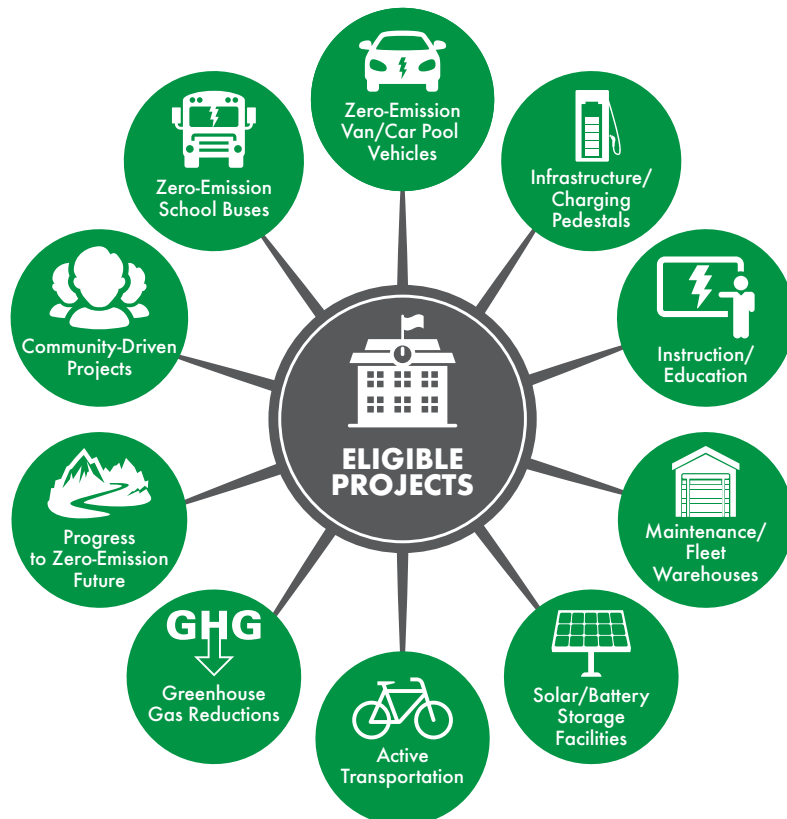 Zero-Emission
Van/Car Pool
Vehicles
Infrastructure/
Charging
Pedestals
Instruction/
Education
Maintenance/
Fleet
Warehouses
Solar/Battery
Storage
Facilities
Active
Transportation
GHG
Greenhouse
Gas Reductions
Progress
to Zero-Emission
Future
Community-Driven
Projects
Zero-Emission
School Buses
ELIGIBLE
PROJECTS